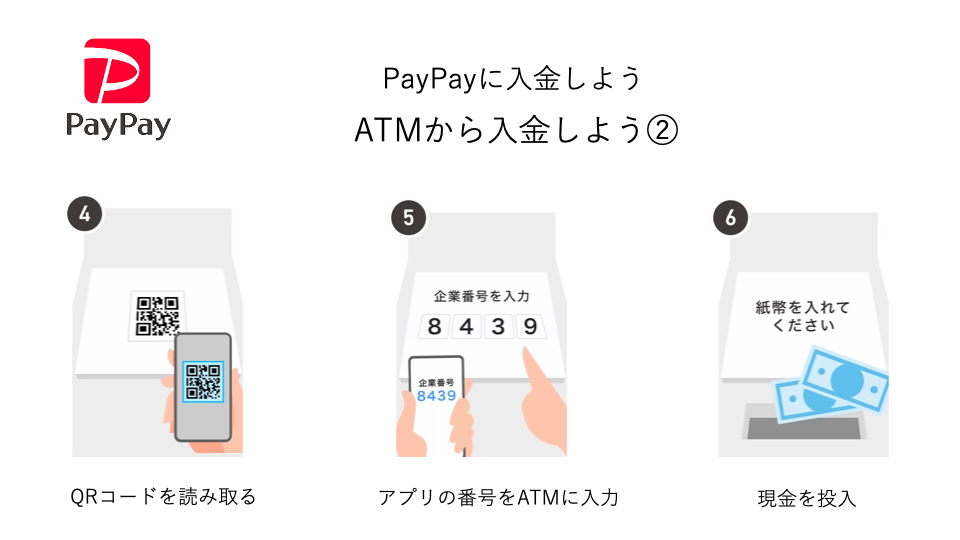 PayPay
PayPayに入金しよう
ATMから入金しよう②
4
5
6
企業番号を入力
8 4 3 9
企業番号
8439
紙幣を入れて
ください
QRコードを読み取る
アプリの番号をATMに入力
現金を投入